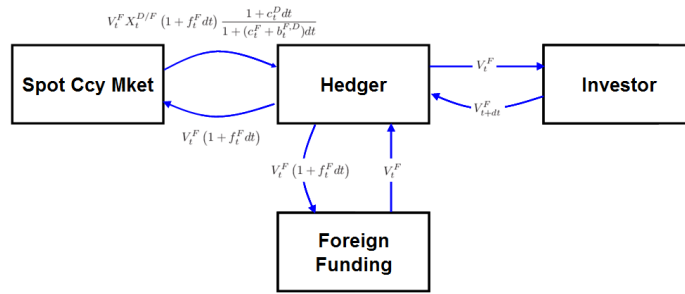 V_t^F X_t^{D/F} (1 + f_t^F dt) \frac{1 + c_t^D dt}{1 + (c_t^F + b_t^{F,D})dt}
Spot Ccy Mket
Hedger
V_t^F
Investor
V_{t+dt}^F
V_t^F (1 + f_t^F dt)
V_t^F (1 + f_t^F dt)
V_t^F
Foreign
Funding